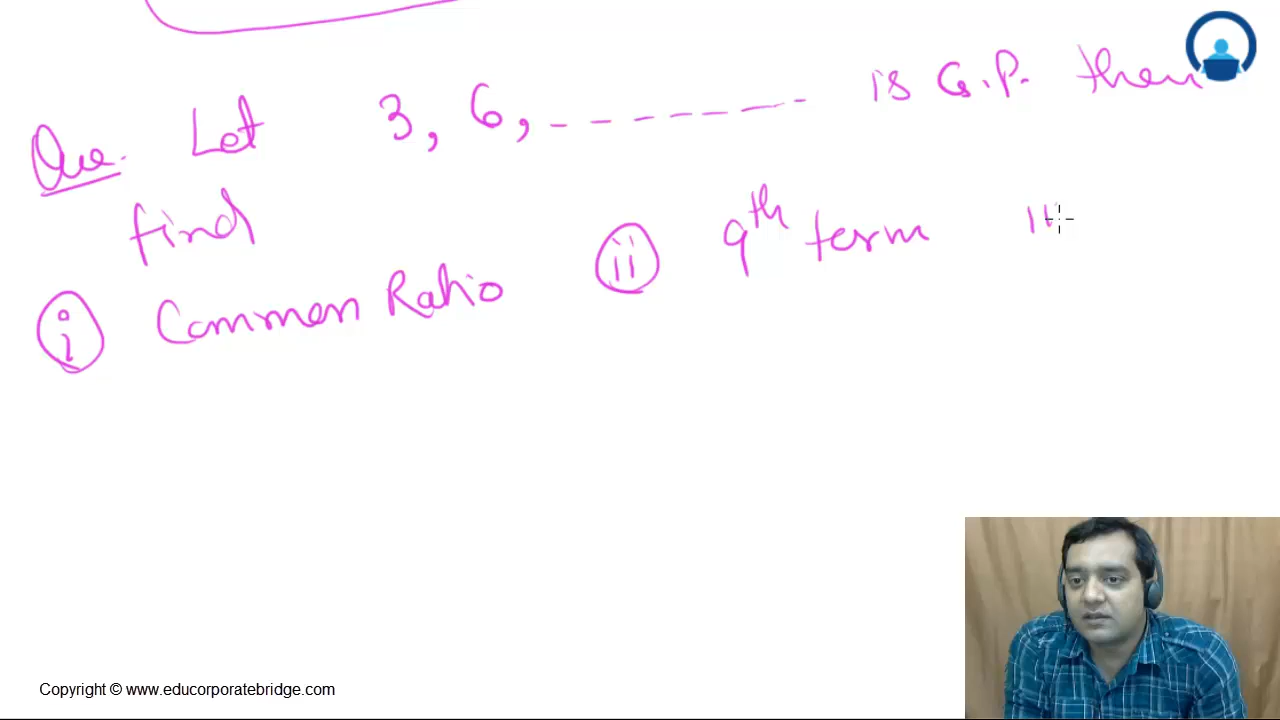 Que. Let 3, 6, _ _ _ _ _ _ _ is G.P. then
find
(i) Common Ratio (ii) 9th term
Copyright © www.educorporatebridge.com